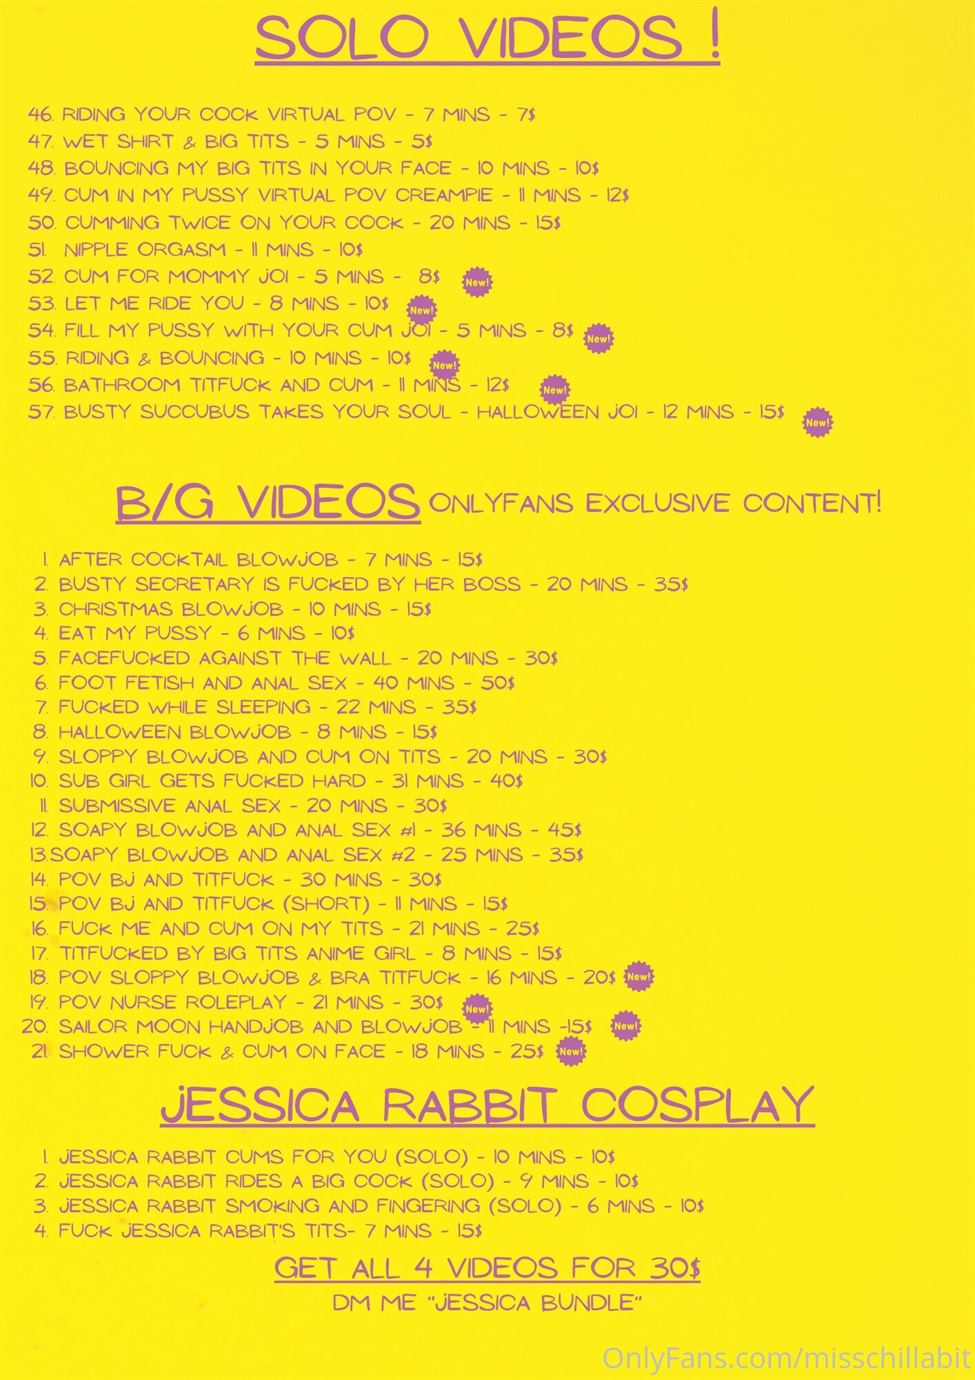 SOLO VIDEOS !
46. RIDING YOUR COCK VIRTUAL POV - 7 MINS - 7$
47. WET SHIRT & BIG TITS - 5 MINS - 5$
48. BOUNCING MY BIG TITS IN YOUR FACE - 10 MINS - 10$
49. CUM IN MY PUSSY VIRTUAL POV CREAMPIE - 11 MINS - 12$
50. CUMMING TWICE ON YOUR COCK - 20 MINS - 15$
51. NIPPLE ORGASM - 11 MINS - 10$
52. CUM FOR MOMMY JOI - 5 MINS - 8$ New!
53. LET ME RIDE YOU - 8 MINS - 10$ New!
54. FILL MY PUSSY WITH YOUR CUM JOI - 5 MINS - 8$ New!
55. RIDING & BOUNCING - 10 MINS - 10$ New!
56. BATHROOM TITFUCK AND CUM - 11 MINS - 12$ New!
57. BUSTY SUCCUBUS TAKES YOUR SOUL - HALLOWEEN JOI - 12 MINS - 15$ New!
B/G VIDEOS ONLYFANS EXCLUSIVE CONTENT!
1. AFTER COCKTAIL BLOWJOB - 7 MINS - 15$
2. BUSTY SECRETARY IS FUCKED BY HER BOSS - 20 MINS - 35$
3. CHRISTMAS BLOWJOB - 10 MINS - 15$
4. EAT MY PUSSY - 6 MINS - 10$
5. FACEFUCKED AGAINST THE WALL - 20 MINS - 30$
6. FOOT FETISH AND ANAL SEX - 40 MINS - 50$
7. FUCKED WHILE SLEEPING - 22 MINS - 35$
8. HALLOWEEN BLOWJOB - 8 MINS - 15$
9. SLOPPY BLOWJOB AND CUM ON TITS - 20 MINS - 30$
10. SUB GIRL GETS FUCKED HARD - 31 MINS - 40$
11. SUBMISSIVE ANAL SEX - 20 MINS - 30$
12. SOAPY BLOWJOB AND ANAL SEX #1 - 36 MINS - 45$
13.SOAPY BLOWJOB AND ANAL SEX #2 - 25 MINS - 35$
14. POV BJ AND TITFUCK - 30 MINS - 30$
15. POV BJ AND TITFUCK (SHORT) - 11 MINS - 15$
16. FUCK ME AND CUM ON MY TITS - 21 MINS - 25$
17. TITFUCKED BY BIG TITS ANIME GIRL - 8 MINS - 15$
18. POV SLOPPY BLOWJOB & BRA TITFUCK - 16 MINS - 20$ New!
19. POV NURSE ROLEPLAY - 21 MINS - 30$ New!
20. SAILOR MOON HANDJOB AND BLOWJOB - 11 MINS -15$ New!
21. SHOWER FUCK & CUM ON FACE - 18 MINS - 25$ New!
JESSICA RABBIT COSPLAY
1. JESSICA RABBIT CUMS FOR YOU (SOLO) - 10 MINS - 10$
2. JESSICA RABBIT RIDES A BIG COCK (SOLO) - 9 MINS - 10$
3. JESSICA RABBIT SMOKING AND FINGERING (SOLO) - 6 MINS - 10$
4. FUCK JESSICA RABBIT'S TITS- 7 MINS - 15$
GET ALL 4 VIDEOS FOR 30$
DM ME "JESSICA BUNDLE"
OnlyFans.com/misschillabit